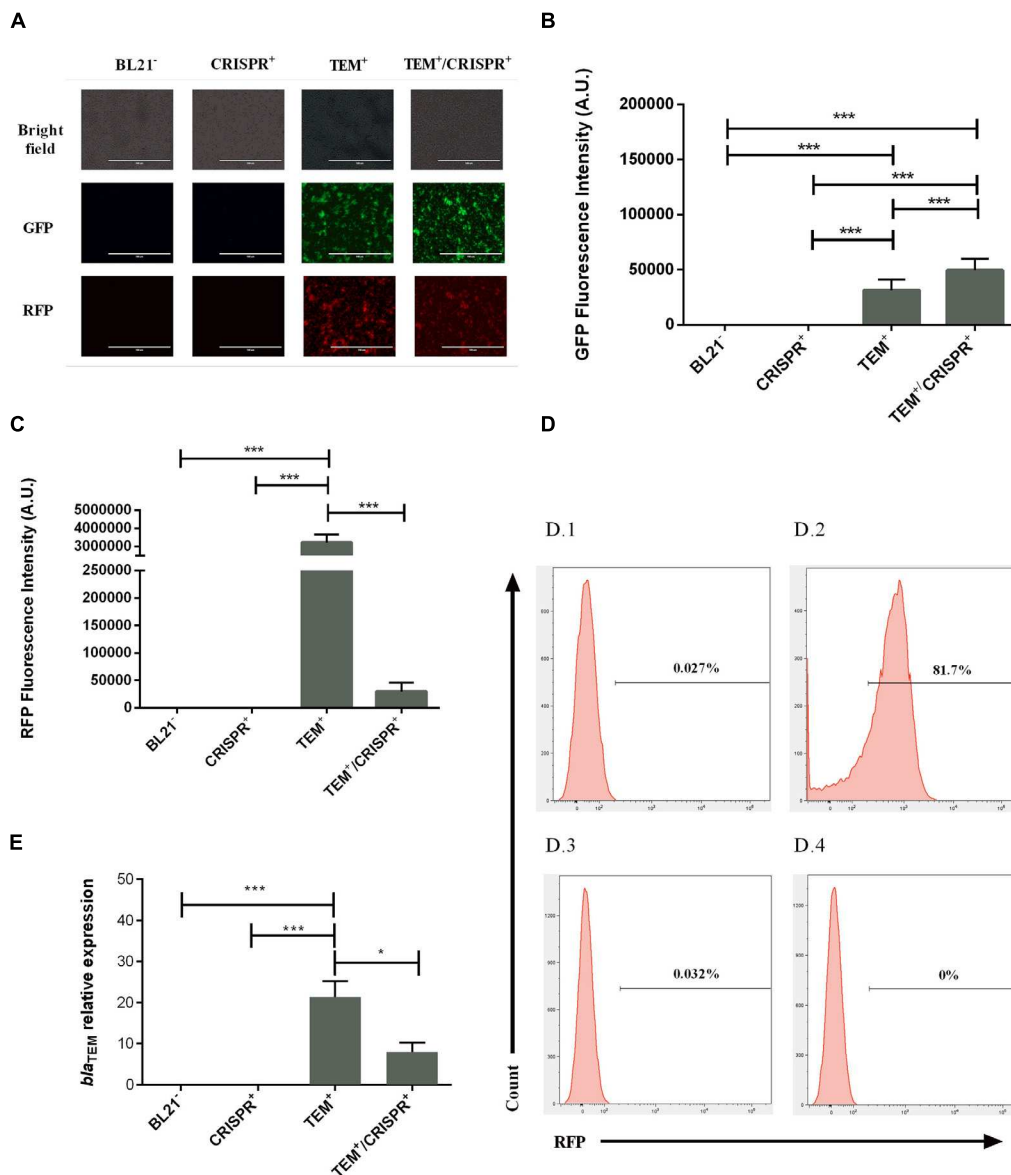 A
BL21⁻ CRISPR⁺ TEM⁺ TEM⁺/CRISPR⁺
Bright
field
GFP
RFP
B
GFP Fluorescence Intensity (A.U.)
200000
150000
100000
50000
0
***
***
***
***
***
BL21⁻ CRISPR⁺ TEM⁺ TEM⁺/CRISPR⁺
C
RFP Fluorescence Intensity (A.U.)
5000000
4000000
3000000
250000
200000
150000
100000
50000
0
***
***
***
BL21⁻ CRISPR⁺ TEM⁺ TEM⁺/CRISPR⁺
D
D.1
0.027%
D.2
81.7%
D.3
0.032%
D.4
0%
Count
RFP
E
bla_TEM relative expression
50
40
30
20
10
0
***
***
*
BL21⁻ CRISPR⁺ TEM⁺ TEM⁺/CRISPR⁺